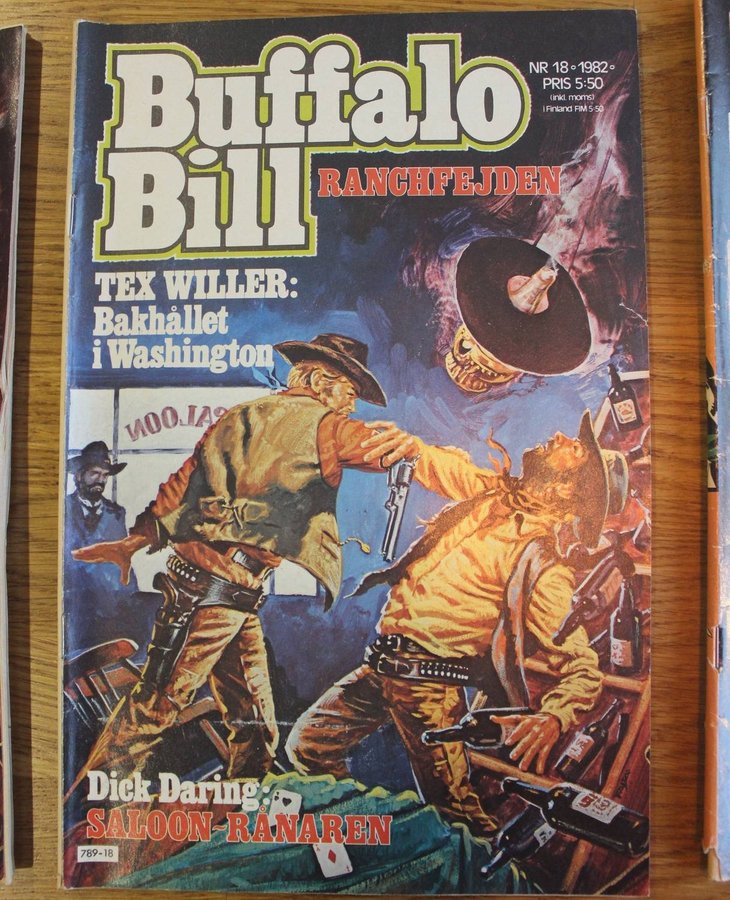 Buffalo
Bill
NR 18 • 1982 •
PRIS 5:50
(inkl. moms)
i Finland FIM 5:50
RANCHFEJDEN
TEX WILLER:
Bakhållet
i Washington
SALOON
Dick Daring:
SALOON-RÅNAREN
789-18